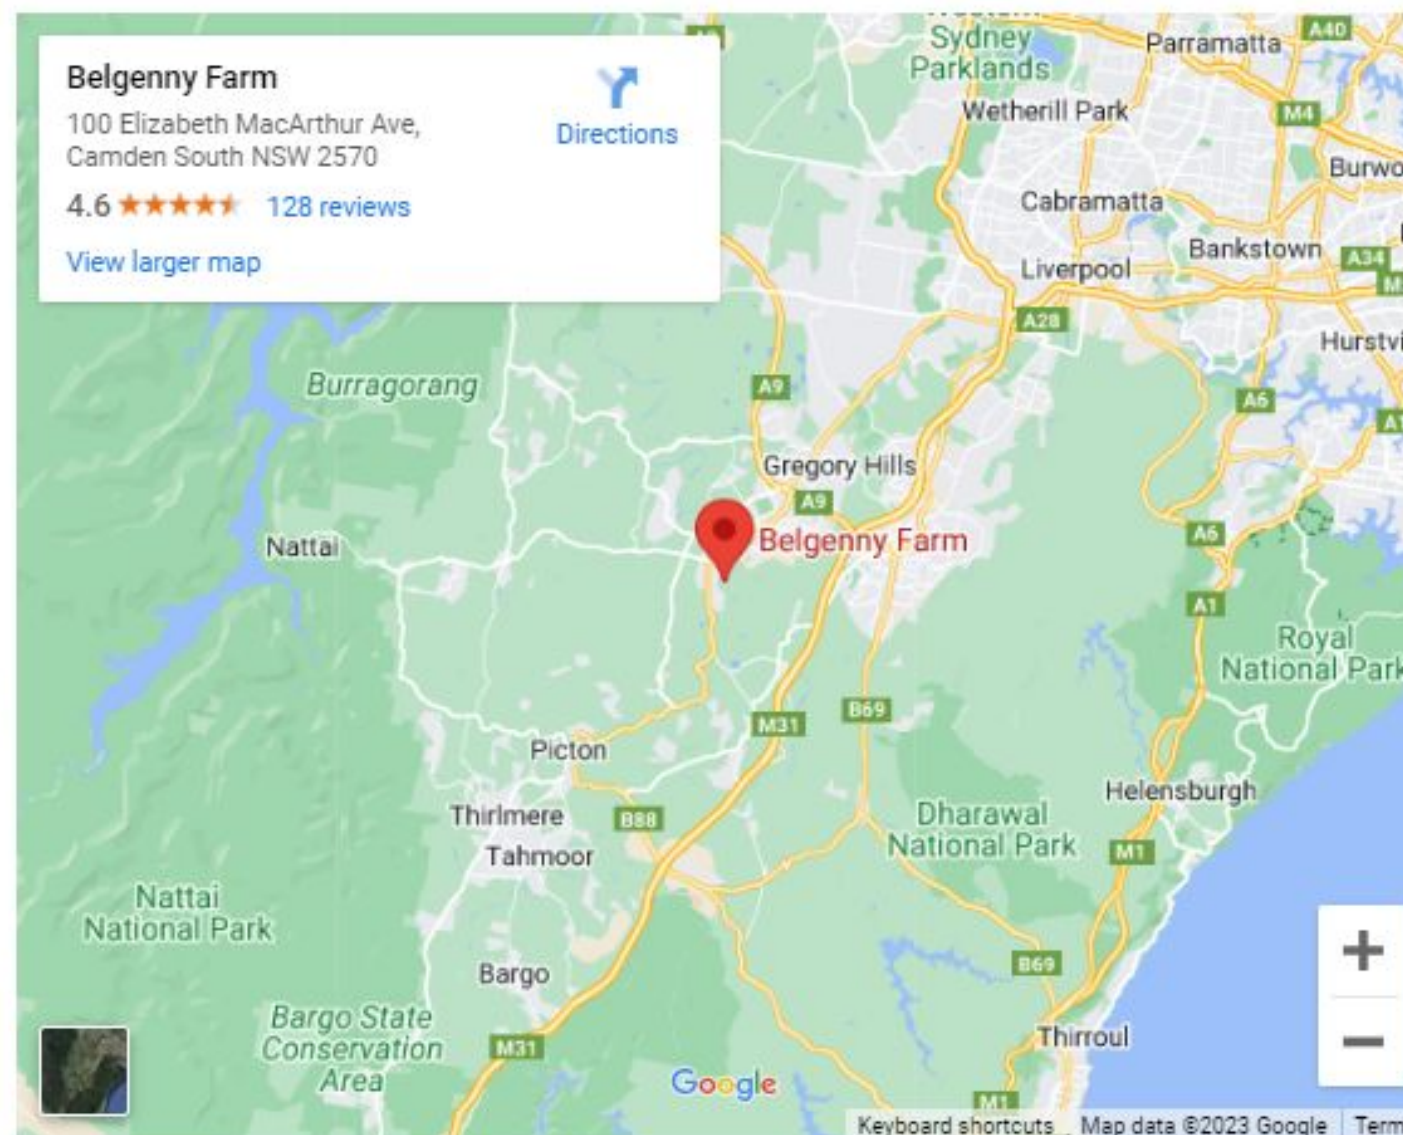 Belgenny Farm
100 Elizabeth MacArthur Ave,
Camden South NSW 2570
4.6
128 reviews
View larger map
Directions
Sydney
Parklands
Parramatta
A40
Wetherill Park
M4
Cabramatta
Bankstown
A34
Liverpool
A28
Burragorang
A9
A6
Gregory Hills
A9
Belgenny Farm
Nattai
A6
A1
Royal
National Park
B69
M31
Picton
Helensburgh
Thirlmere
B88
Dharawal
National Park
Tahmoor
M1
Nattai
National Park
Bargo
B69
Bargo State
Conservation
Area
M31
Thirroul
Google
M1
Keyboard shortcuts
Map data ©2023 Google